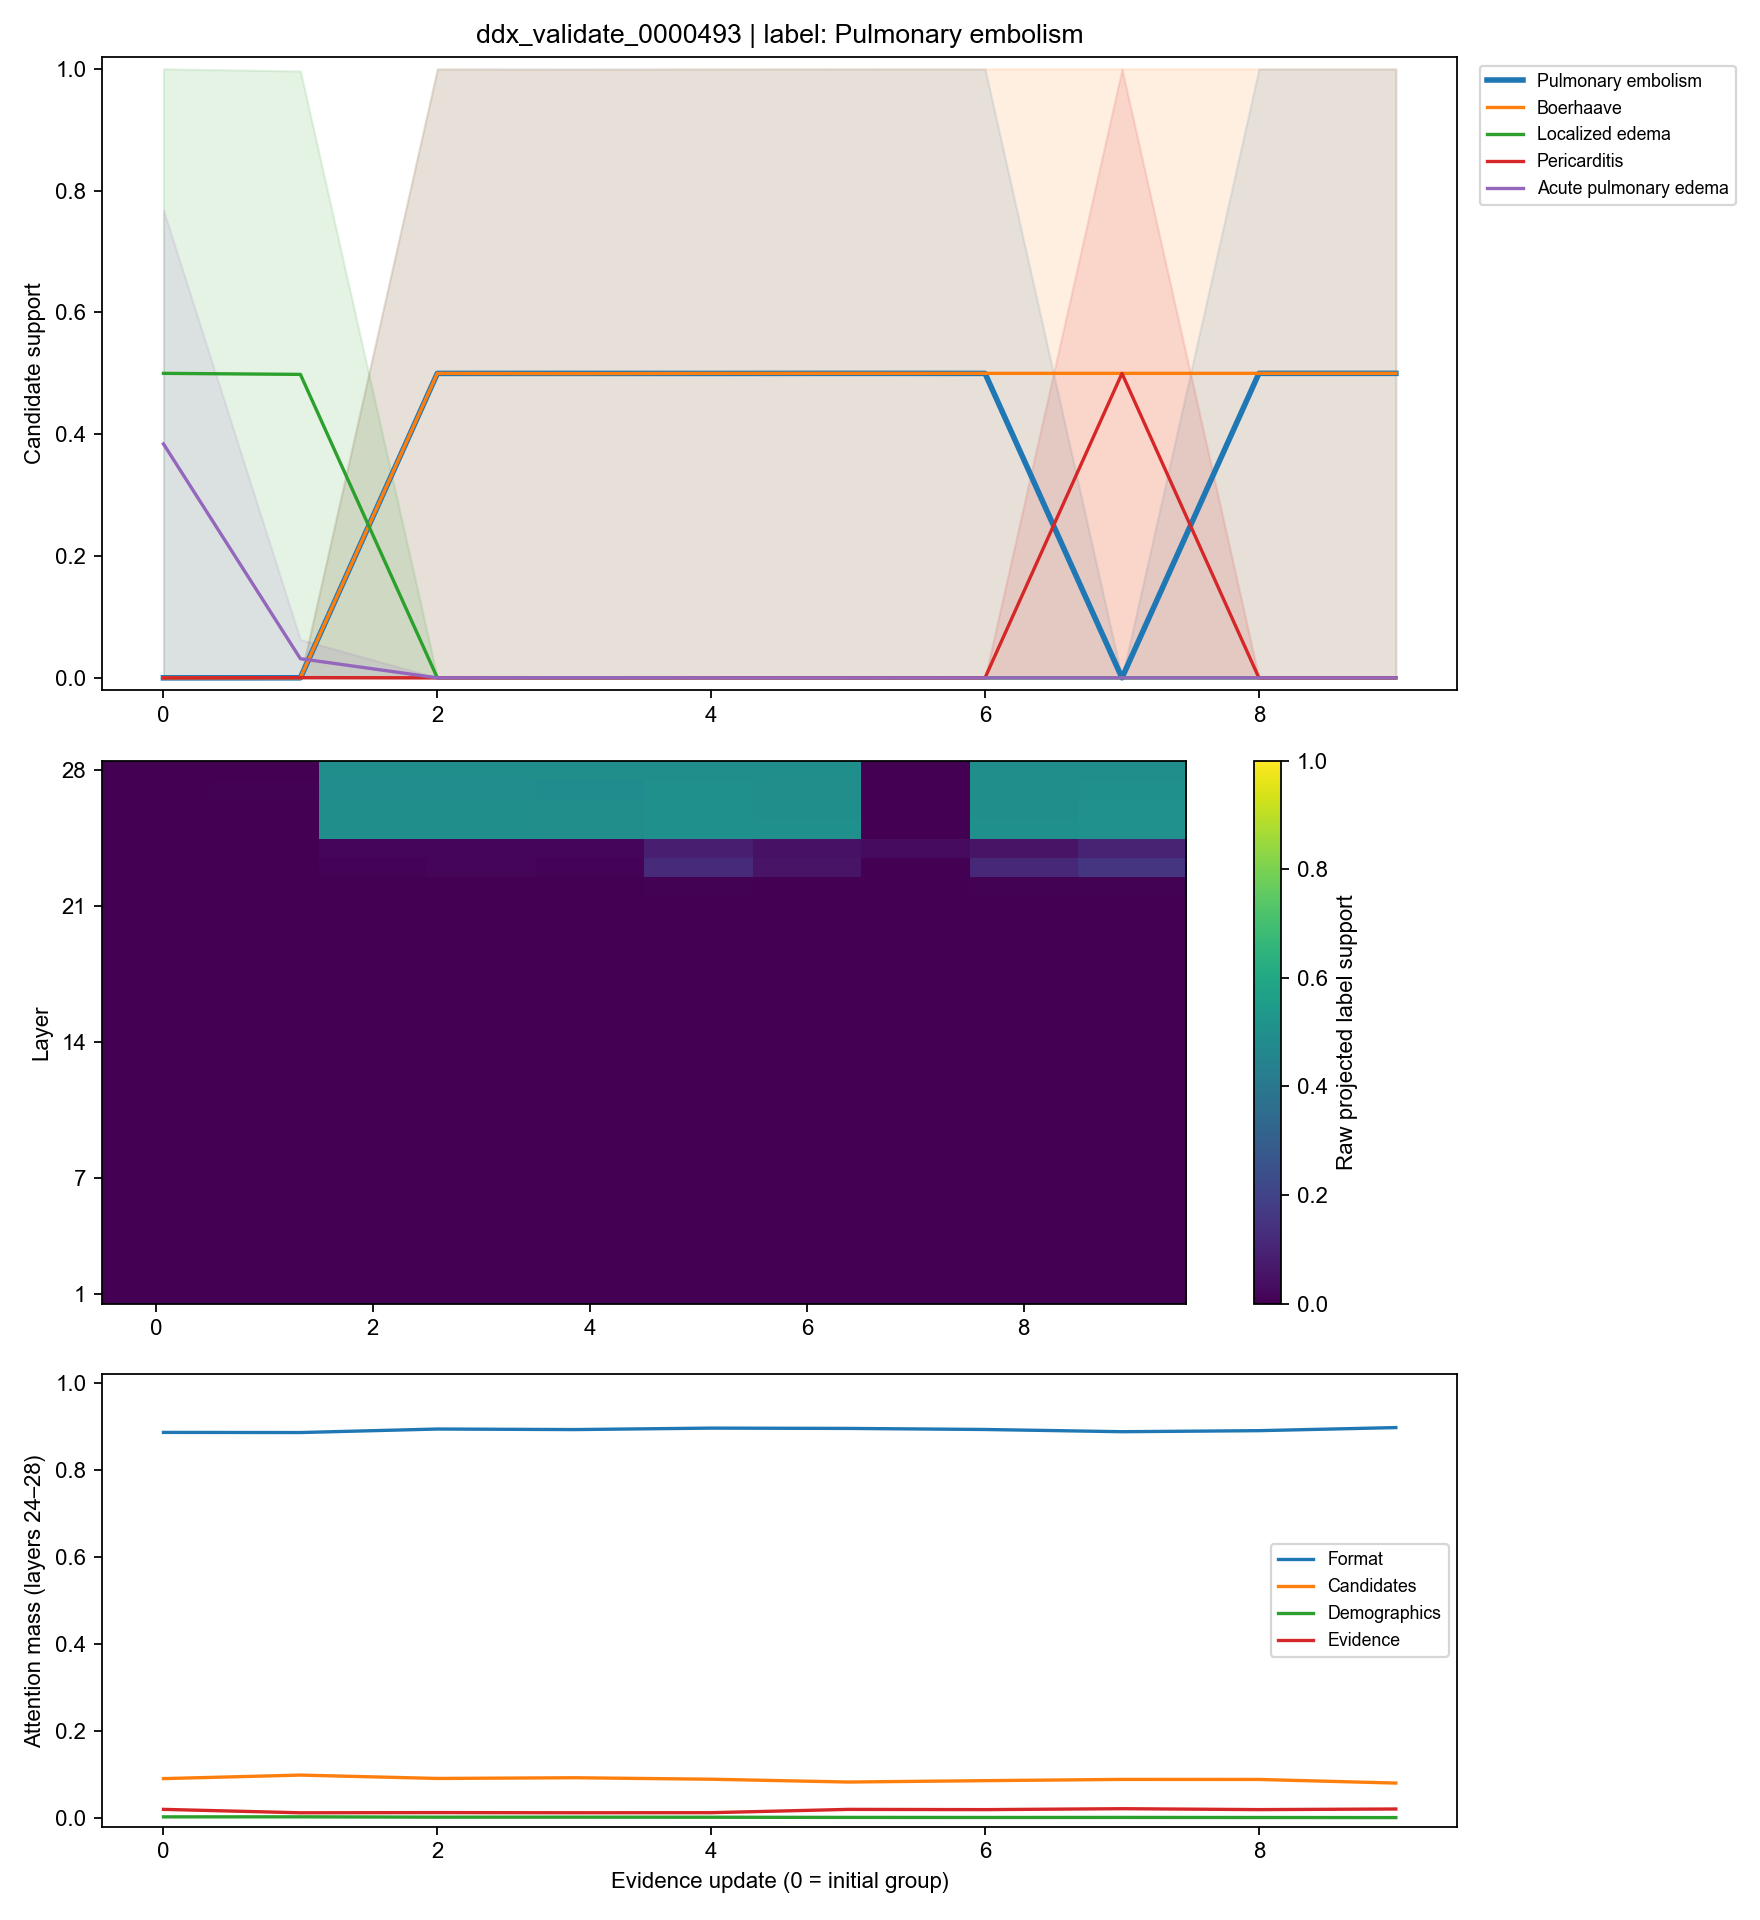 ddx_validate_0000493 | label: Pulmonary embolism
1.0
0.8
0.6
0.4
0.2
0.0
Candidate support
0 2 4 6 8
Pulmonary embolism
Boerhaave
Localized edema
Pericarditis
Acute pulmonary edema
28
21
14
7
1
Layer
0 2 4 6 8
1.0
0.8
0.6
0.4
0.2
0.0
Raw projected label support
1.0
0.8
0.6
0.4
0.2
0.0
Attention mass (layers 24–28)
Format
Candidates
Demographics
Evidence
0 2 4 6 8
Evidence update (0 = initial group)